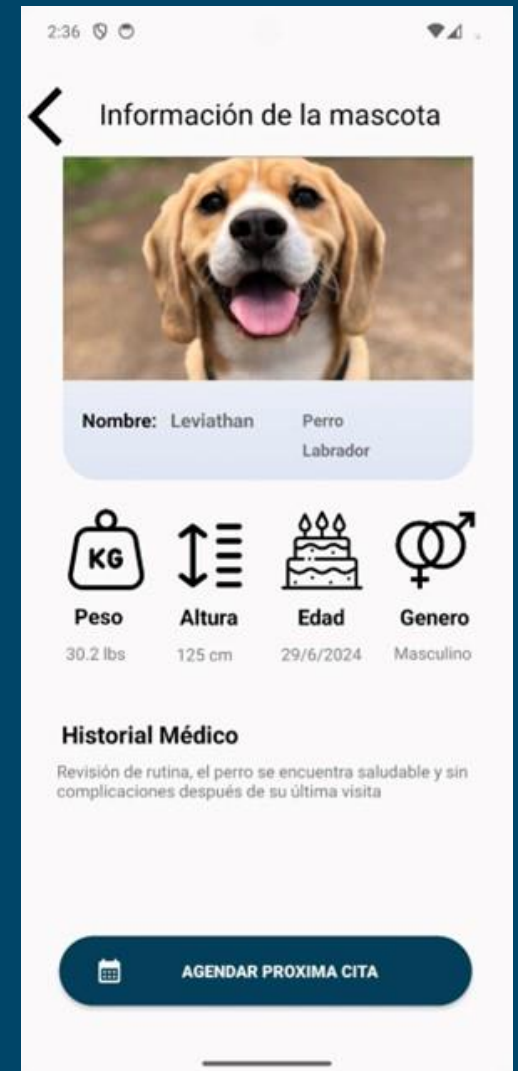 2:36
Información de la mascota
Nombre: Leviathan Perro
Labrador
KG
Peso Altura Edad Genero
30.2 lbs 125 cm 29/6/2024 Masculino
Historial Médico
Revisión de rutina, el perro se encuentra saludable y sin
complicaciones después de su última visita
AGENDAR PROXIMA CITA